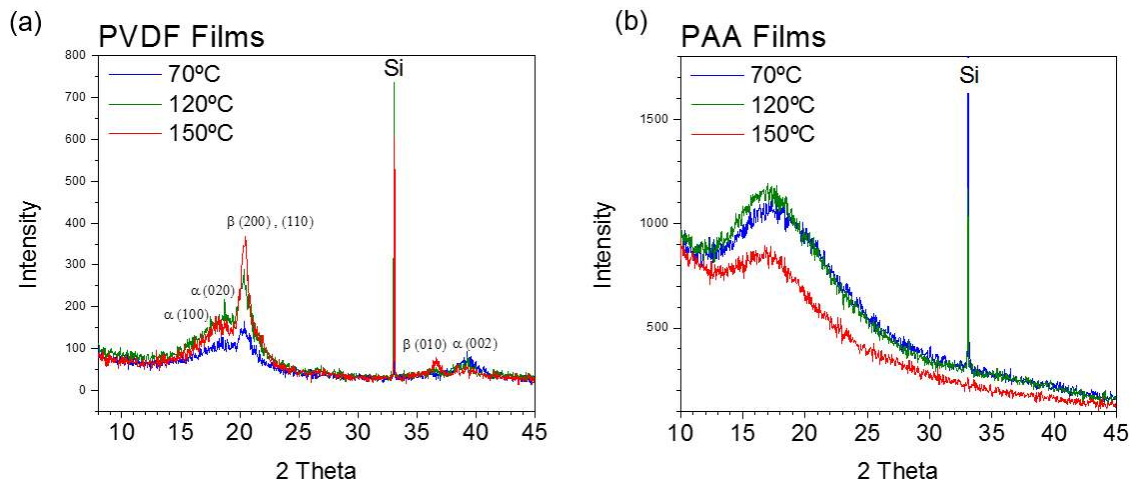 (a)
PVDF Films
800
700
600
500
400
300
200
100
0
Intensity
70ºC
120ºC
150ºC
Si
β (200) , (110)
α (020)
α (100)
β (010)
α (002)
10 15 20 25 30 35 40 45
2 Theta
(b)
PAA Films
1500
1000
500
Intensity
70ºC
120ºC
150ºC
Si
10 15 20 25 30 35 40 45
2 Theta